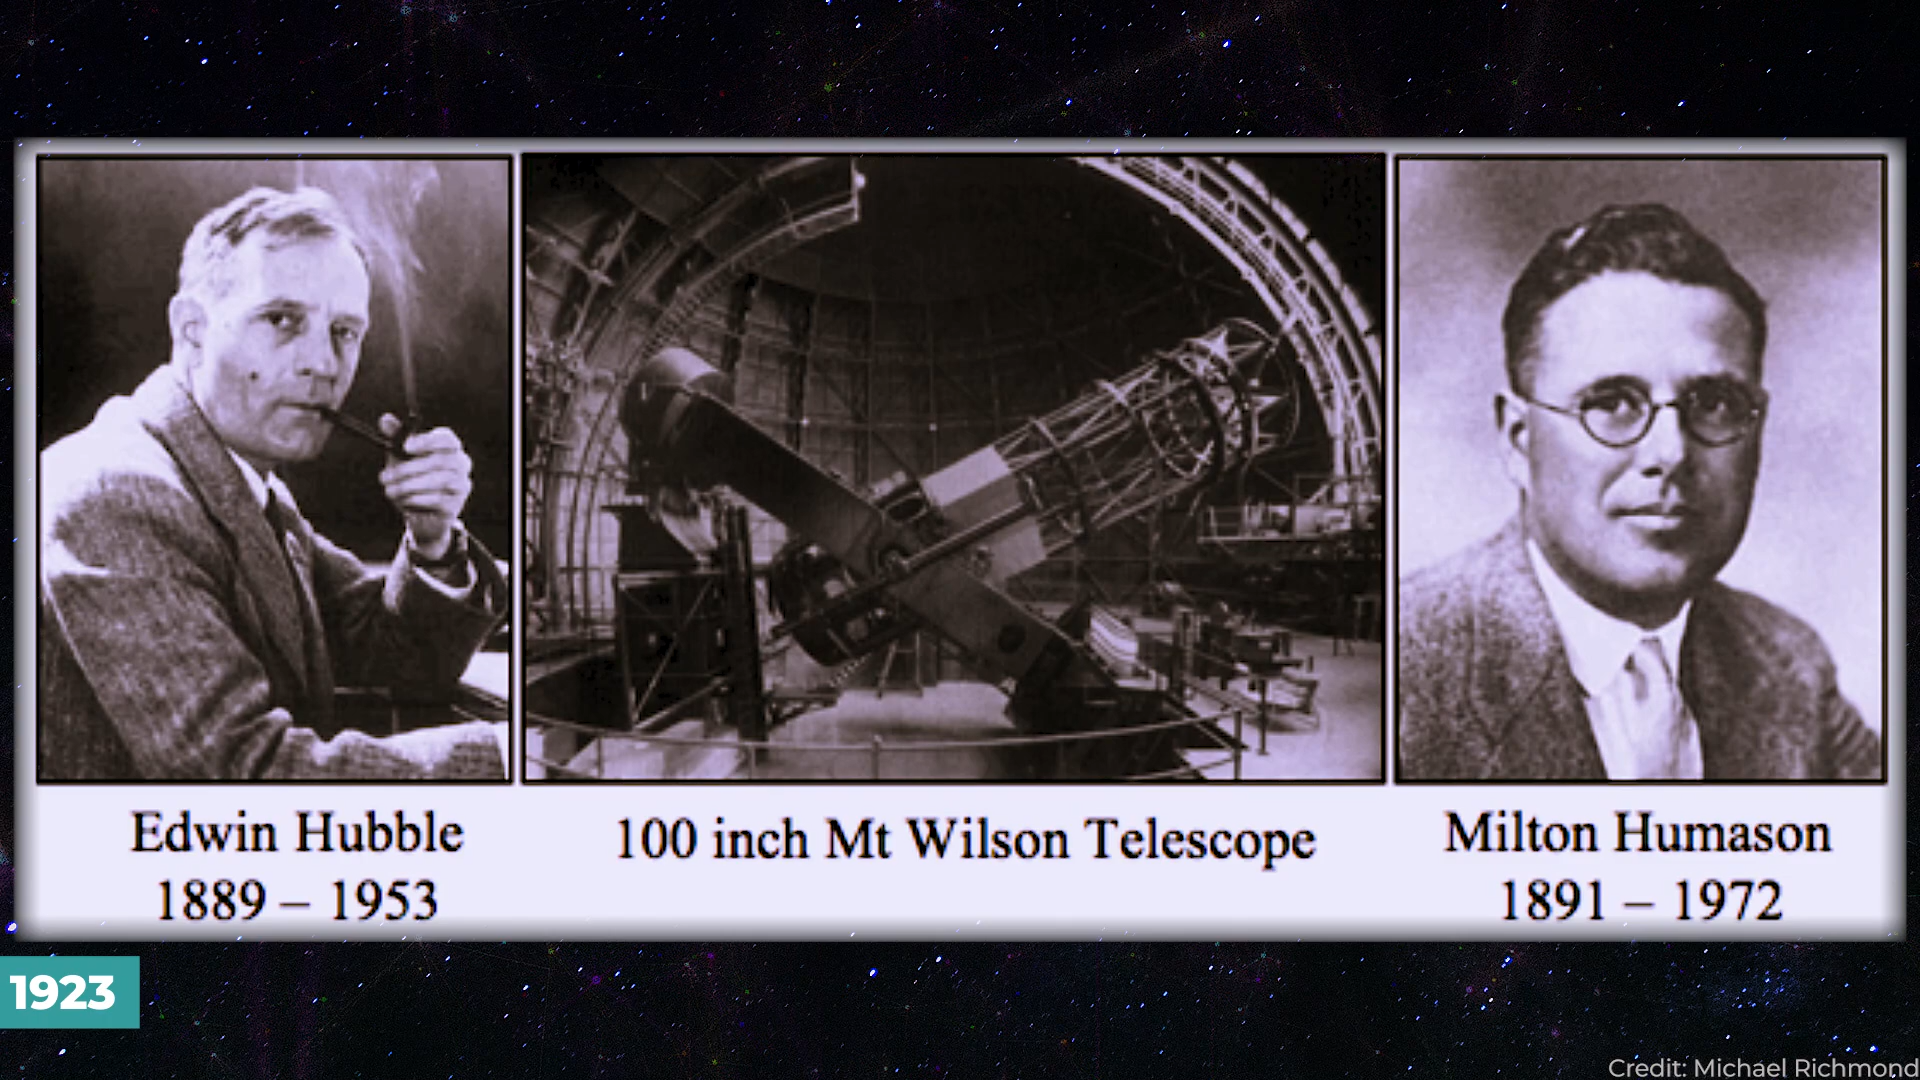 Edwin Hubble
1889 – 1953
100 inch Mt Wilson Telescope
Milton Humason
1891 – 1972
1923
Credit: Michael Richmond